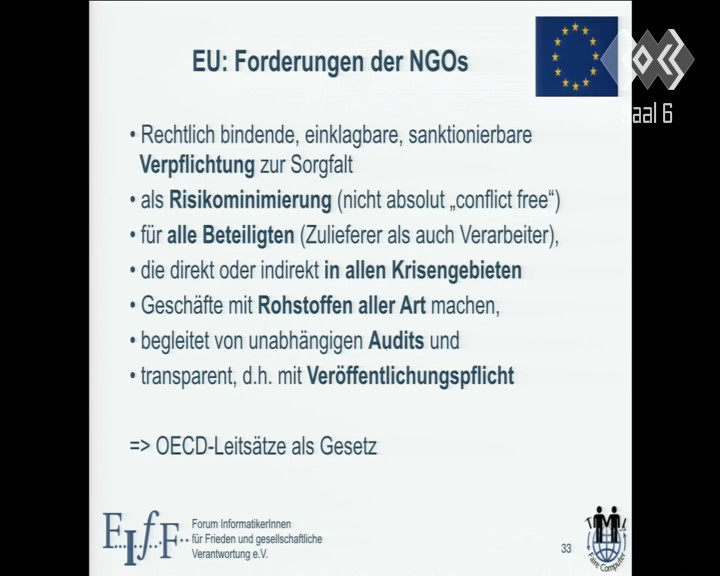 EU: Forderungen der NGOs
aal 6
• Rechtlich bindende, einklagbare, sanktionierbare
Verpflichtung zur Sorgfalt
• als Risikominimierung (nicht absolut „conflict free“)
• für alle Beteiligten (Zulieferer als auch Verarbeiter),
• die direkt oder indirekt in allen Krisengebieten
• Geschäfte mit Rohstoffen aller Art machen,
• begleitet von unabhängigen Audits und
• transparent, d.h. mit Veröffentlichungspflicht
=> OECD-Leitsätze als Gesetz
F..I..f..F..
Forum InformatikerInnen
für Frieden und gesellschaftliche
Verantwortung e.V.
33
Faire Computer